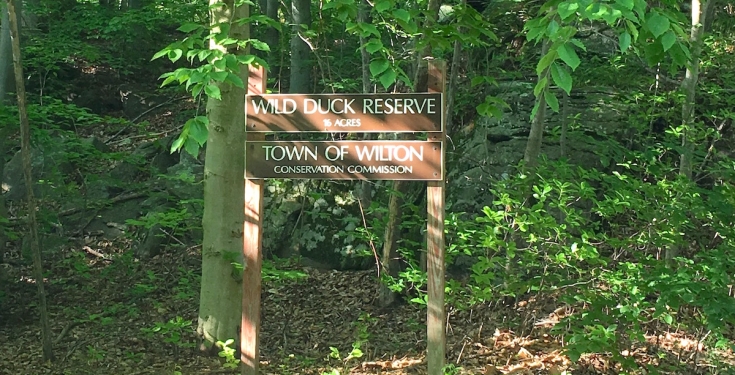 WILD DUCK RESERVE
16 ACRES
TOWN OF WILTON
CONSERVATION COMMISSION